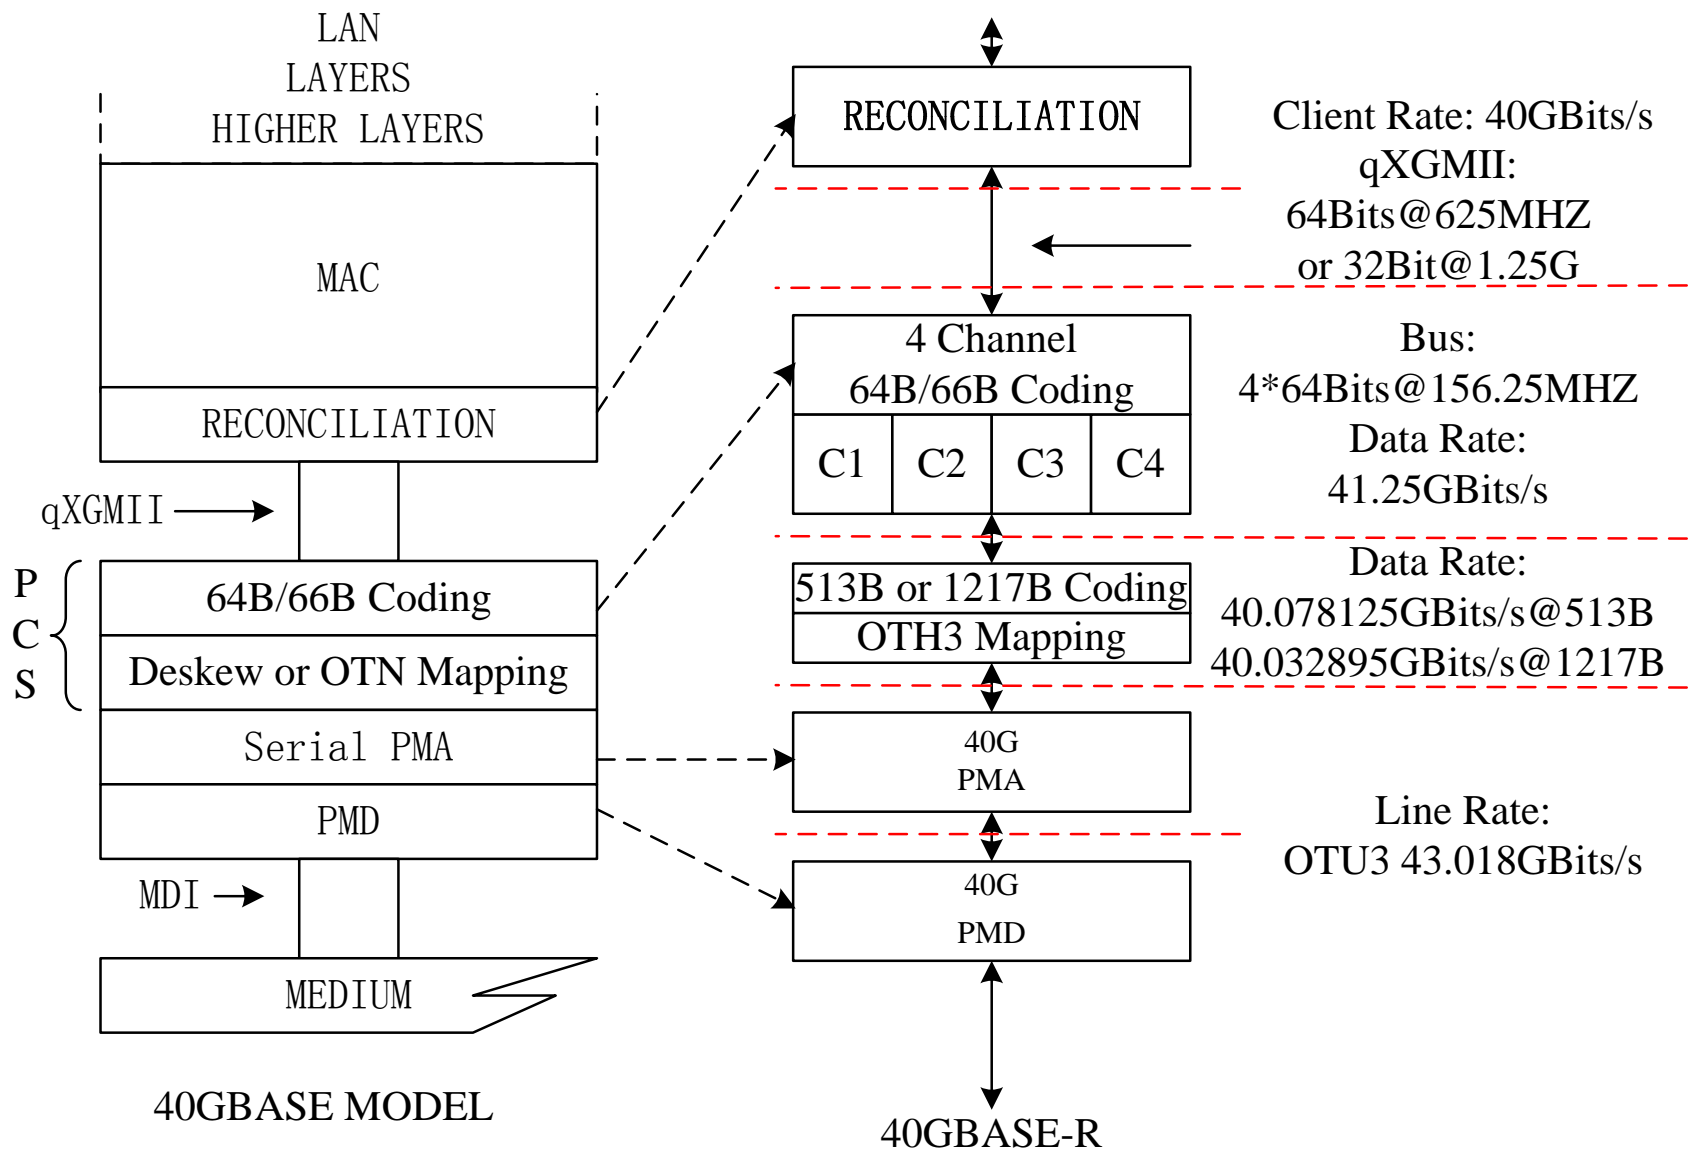 LAN
LAYERS
HIGHER LAYERS
MAC
RECONCILIATION
qXGMII
P
C
S
64B/66B Coding
Deskew or OTN Mapping
Serial PMA
PMD
MDI
MEDIUM
40GBASE MODEL
RECONCILIATION
4 Channel
64B/66B Coding
C1 C2 C3 C4
513B or 1217B Coding
OTH3 Mapping
40G
PMA
40G
PMD
40GBASE-R
Client Rate: 40GBits/s
qXGMII:
64Bits@625MHZ
or 32Bit@1.25G
Bus:
4*64Bits@156.25MHZ
Data Rate:
41.25GBits/s
Data Rate:
40.078125GBits/s@513B
40.032895GBits/s@1217B
Line Rate:
OTU3 43.018GBits/s